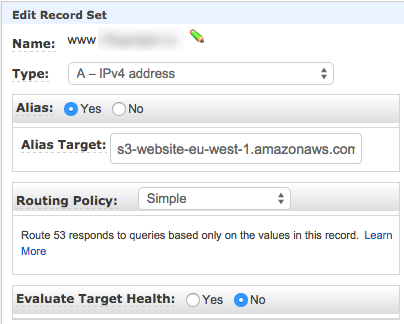 Edit Record Set
Name: www
Type: A – IPv4 address
Alias: Yes No
Alias Target: s3-website-eu-west-1.amazonaws.com
Routing Policy: Simple
Route 53 responds to queries based only on the values in this record. Learn
More
Evaluate Target Health: Yes No